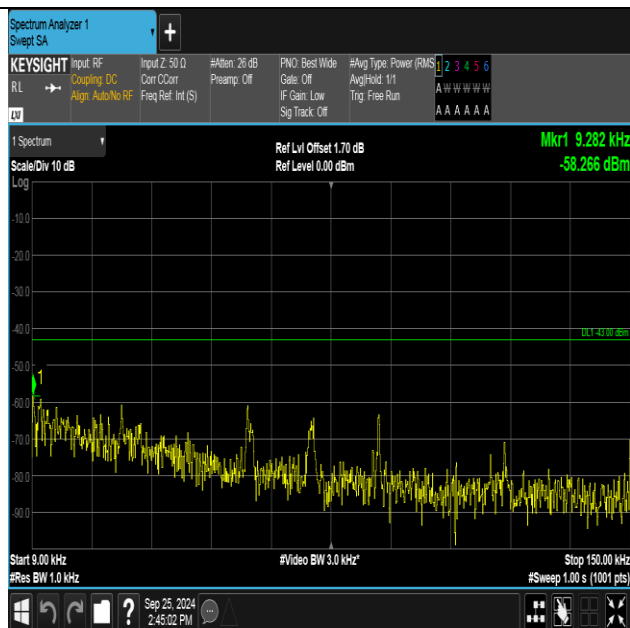 Spectrum Analyzer 1
Swept SA
+
KEYSIGHT
RL
LXI
Input: RF
Coupling: DC
Align: Auto/No RF
Input Z: 50 Ω
Corr CCorr
Freq Ref: Int (S)
#Atten: 26 dB
Preamp: Off
PNO: Best Wide
Gate: Off
IF Gain: Low
Sig Track: Off
#Avg Type: Power (RMS
Avg|Hold: 1/1
Trig: Free Run
1 2 3 4 5 6
A W W W W W
A A A A A A
1 Spectrum
Scale/Div 10 dB
Log
Ref Lvl Offset 1.70 dB
Ref Level 0.00 dBm
Mkr1 9.282 kHz
-58.266 dBm
-10.0
-20.0
-30.0
-40.0
DL1 -43.00 dBm
-50.0
1
-60.0
-70.0
-80.0
-90.0
Start 9.00 kHz
#Video BW 3.0 kHz*
Stop 150.00 kHz
#Res BW 1.0 kHz
#Sweep 1.00 s (1001 pts)
?
Sep 25, 2024
2:45:02 PM